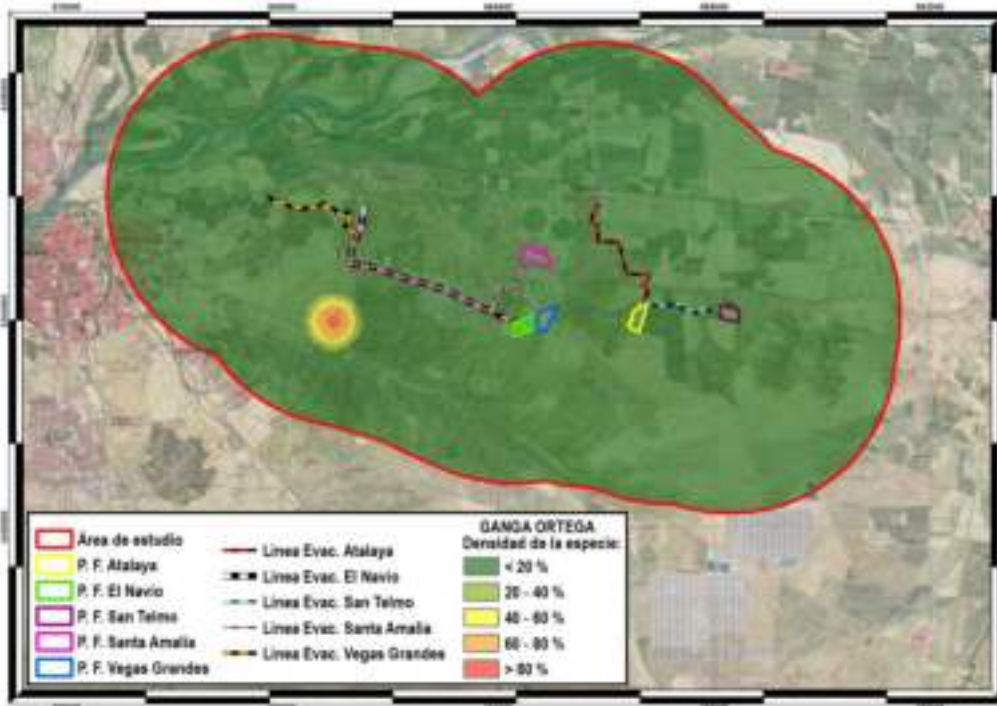 Área de estudio
P. F. Atalaya
P. F. El Navio
P. F. San Telmo
P. F. Santa Amalia
P. F. Vegas Grandes
Linea Evac. Atalaya
Linea Evac. El Navio
Linea Evac. San Telmo
Linea Evac. Santa Amalia
Linea Evac. Vegas Grandes
GANGA ORTEGA
Densidad de la especie:
< 20 %
20 - 40 %
40 - 60 %
60 - 80 %
> 80 %